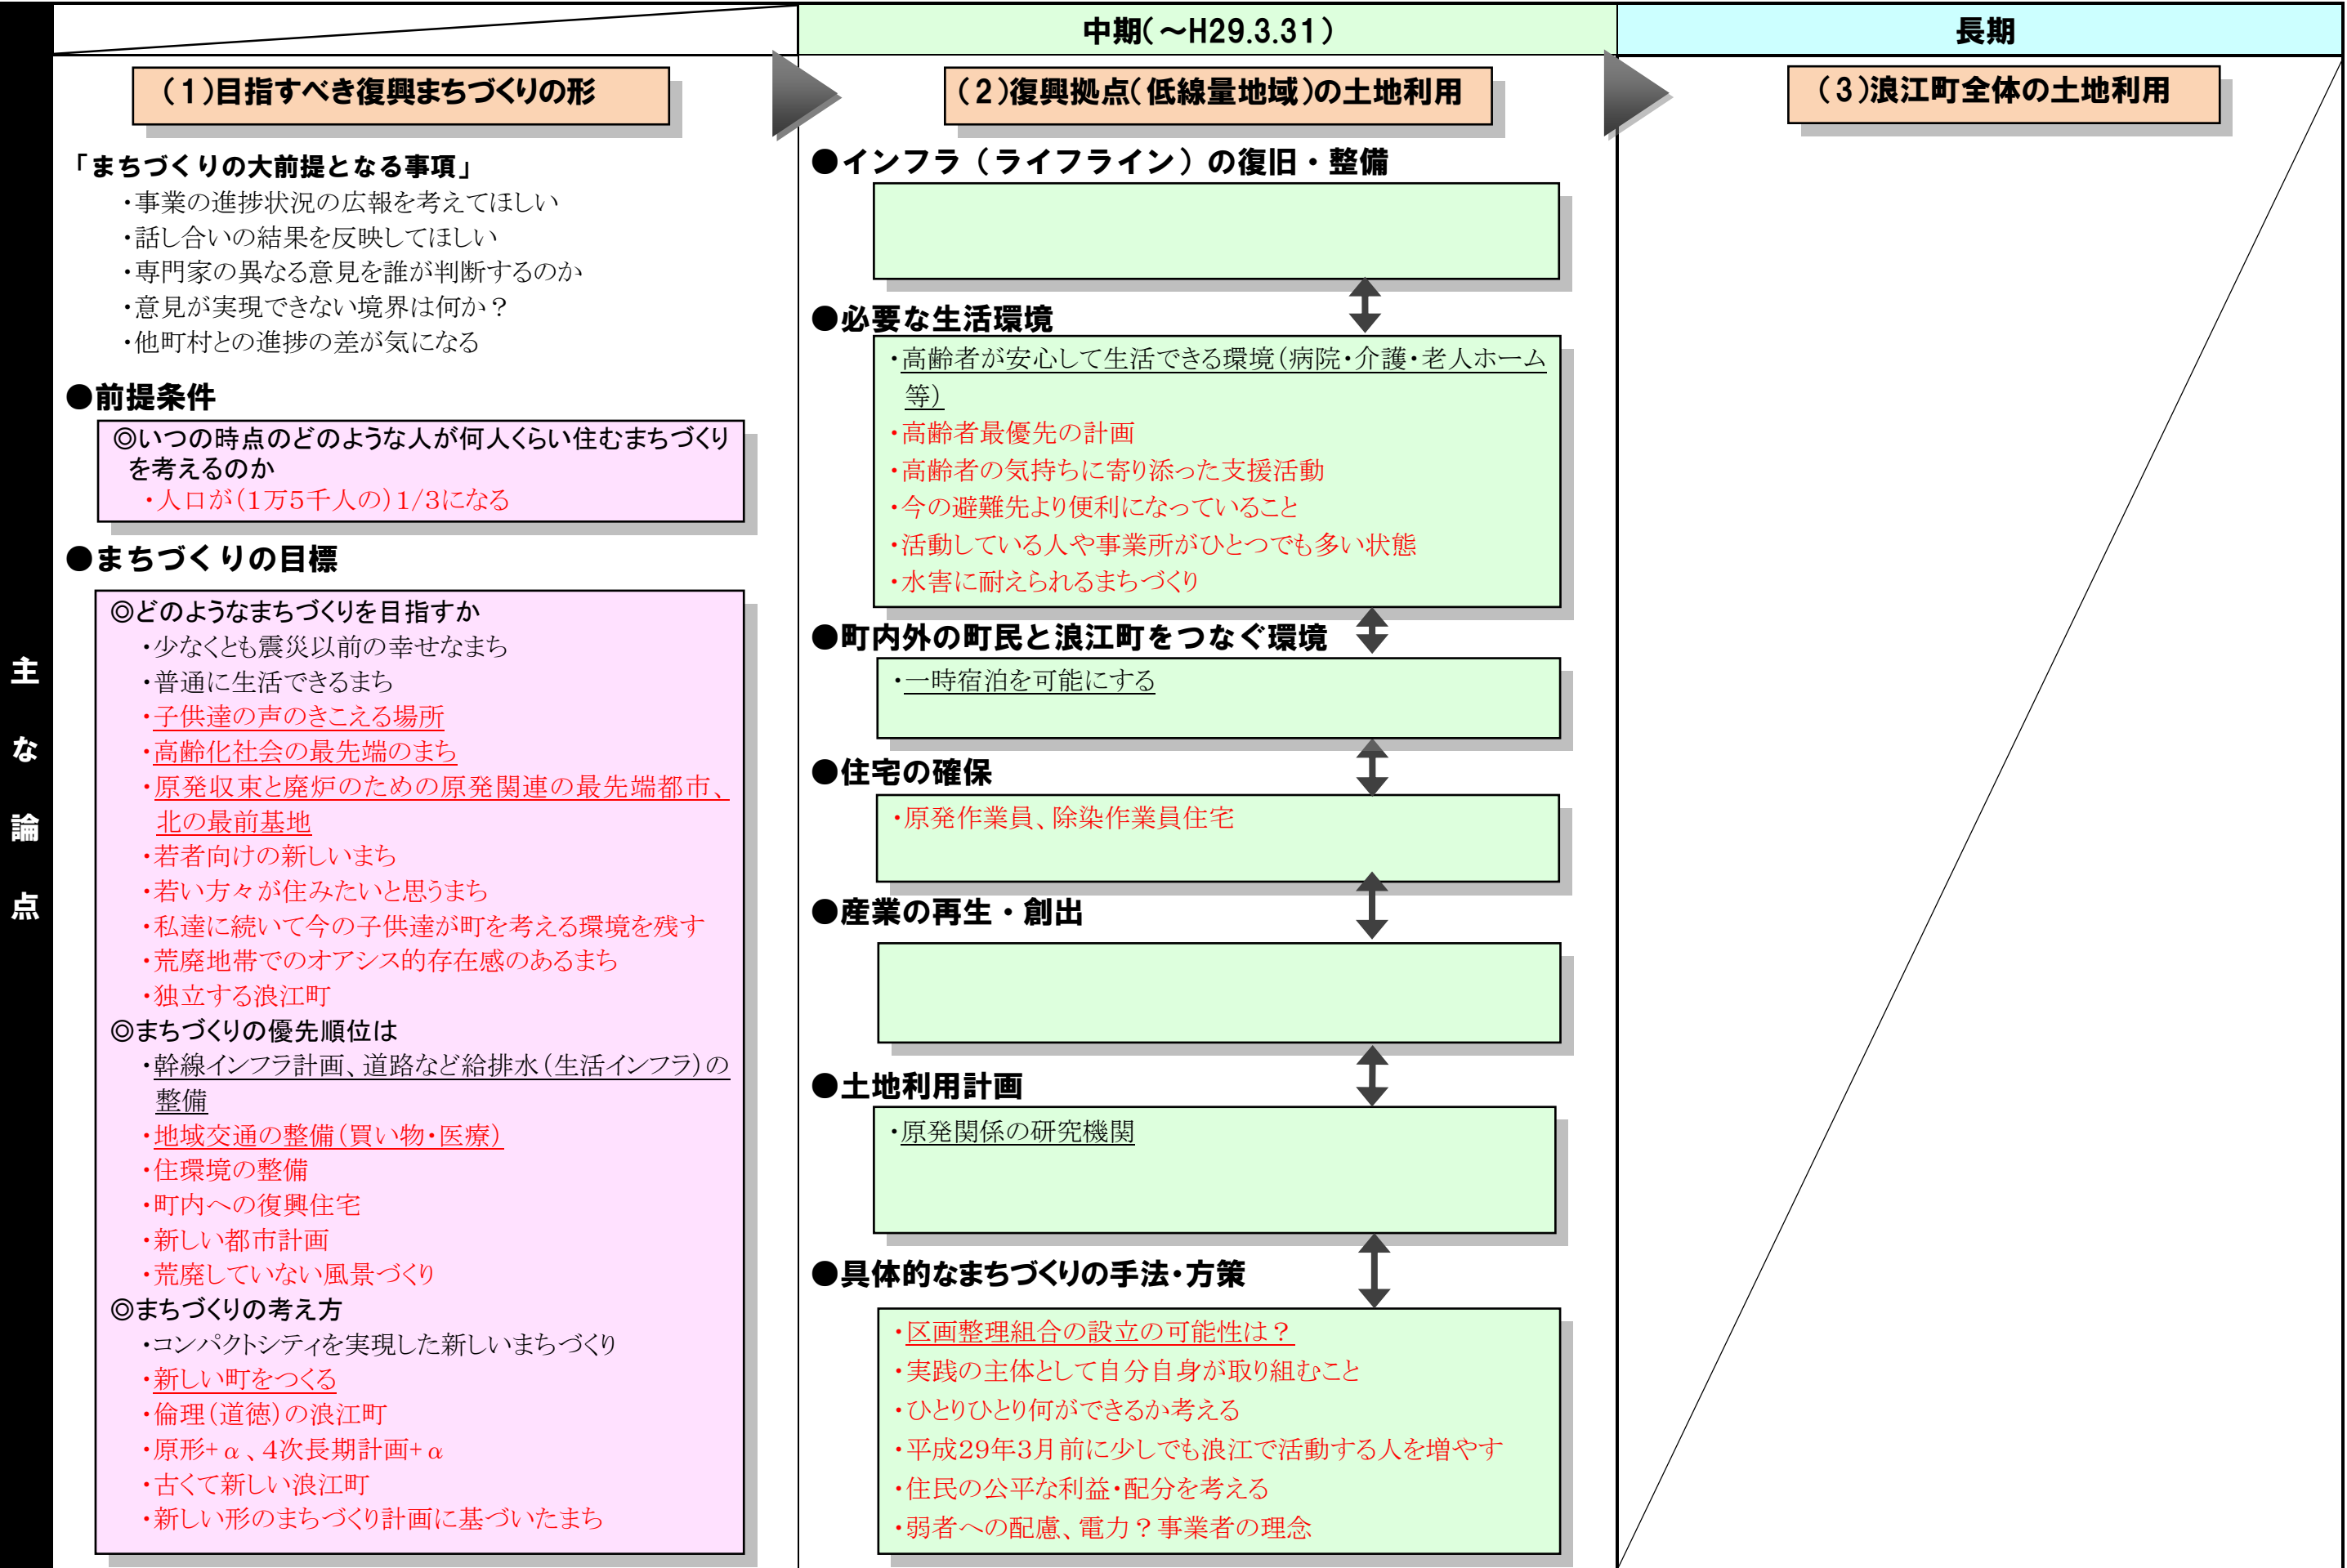 主な論点
中期(～H29.3.31)
長期
(1)目指すべき復興まちづくりの形
「まちづくりの大前提となる事項」
・事業の進捗状況の広報を考えてほしい
・話し合いの結果を反映してほしい
・専門家の異なる意見を誰が判断するのか
・意見が実現できない境界は何か？
・他町村との進捗の差が気になる
●前提条件
◎いつの時点のどのような人が何人くらい住むまちづくり
を考えるのか
・人口が(1万5千人の)1/3になる
●まちづくりの目標
◎どのようなまちづくりを目指すか
・少なくとも震災以前の幸せなまち
・普通に生活できるまち
・子供達の声のきこえる場所
・高齢化社会の最先端のまち
・原発収束と廃炉のための原発関連の最先端都市、
北の最前基地
・若者向けの新しいまち
・若い方々が住みたいと思うまち
・私達に続いて今の子供達が町を考える環境を残す
・荒廃地帯でのオアシス的存在感のあるまち
・独立する浪江町
◎まちづくりの優先順位は
・幹線インフラ計画、道路など給排水(生活インフラ)の
整備
・地域交通の整備(買い物・医療)
・住環境の整備
・町内への復興住宅
・新しい都市計画
・荒廃していない風景づくり
◎まちづくりの考え方
・コンパクトシティを実現した新しいまちづくり
・新しい町をつくる
・倫理(道徳)の浪江町
・原形+α、4次長期計画+α
・古くて新しい浪江町
・新しい形のまちづくり計画に基づいたまち
(2)復興拠点(低線量地域)の土地利用
●インフラ（ライフライン）の復旧・整備
●必要な生活環境
・高齢者が安心して生活できる環境(病院・介護・老人ホーム
等)
・高齢者最優先の計画
・高齢者の気持ちに寄り添った支援活動
・今の避難先より便利になっていること
・活動している人や事業所がひとつでも多い状態
・水害に耐えられるまちづくり
●町内外の町民と浪江町をつなぐ環境
・一時宿泊を可能にする
●住宅の確保
・原発作業員、除染作業員住宅
●産業の再生・創出
●土地利用計画
・原発関係の研究機関
●具体的なまちづくりの手法・方策
・区画整理組合の設立の可能性は？
・実践の主体として自分自身が取り組むこと
・ひとりひとり何ができるか考える
・平成29年3月前に少しでも浪江で活動する人を増やす
・住民の公平な利益・配分を考える
・弱者への配慮、電力？事業者の理念
(3)浪江町全体の土地利用